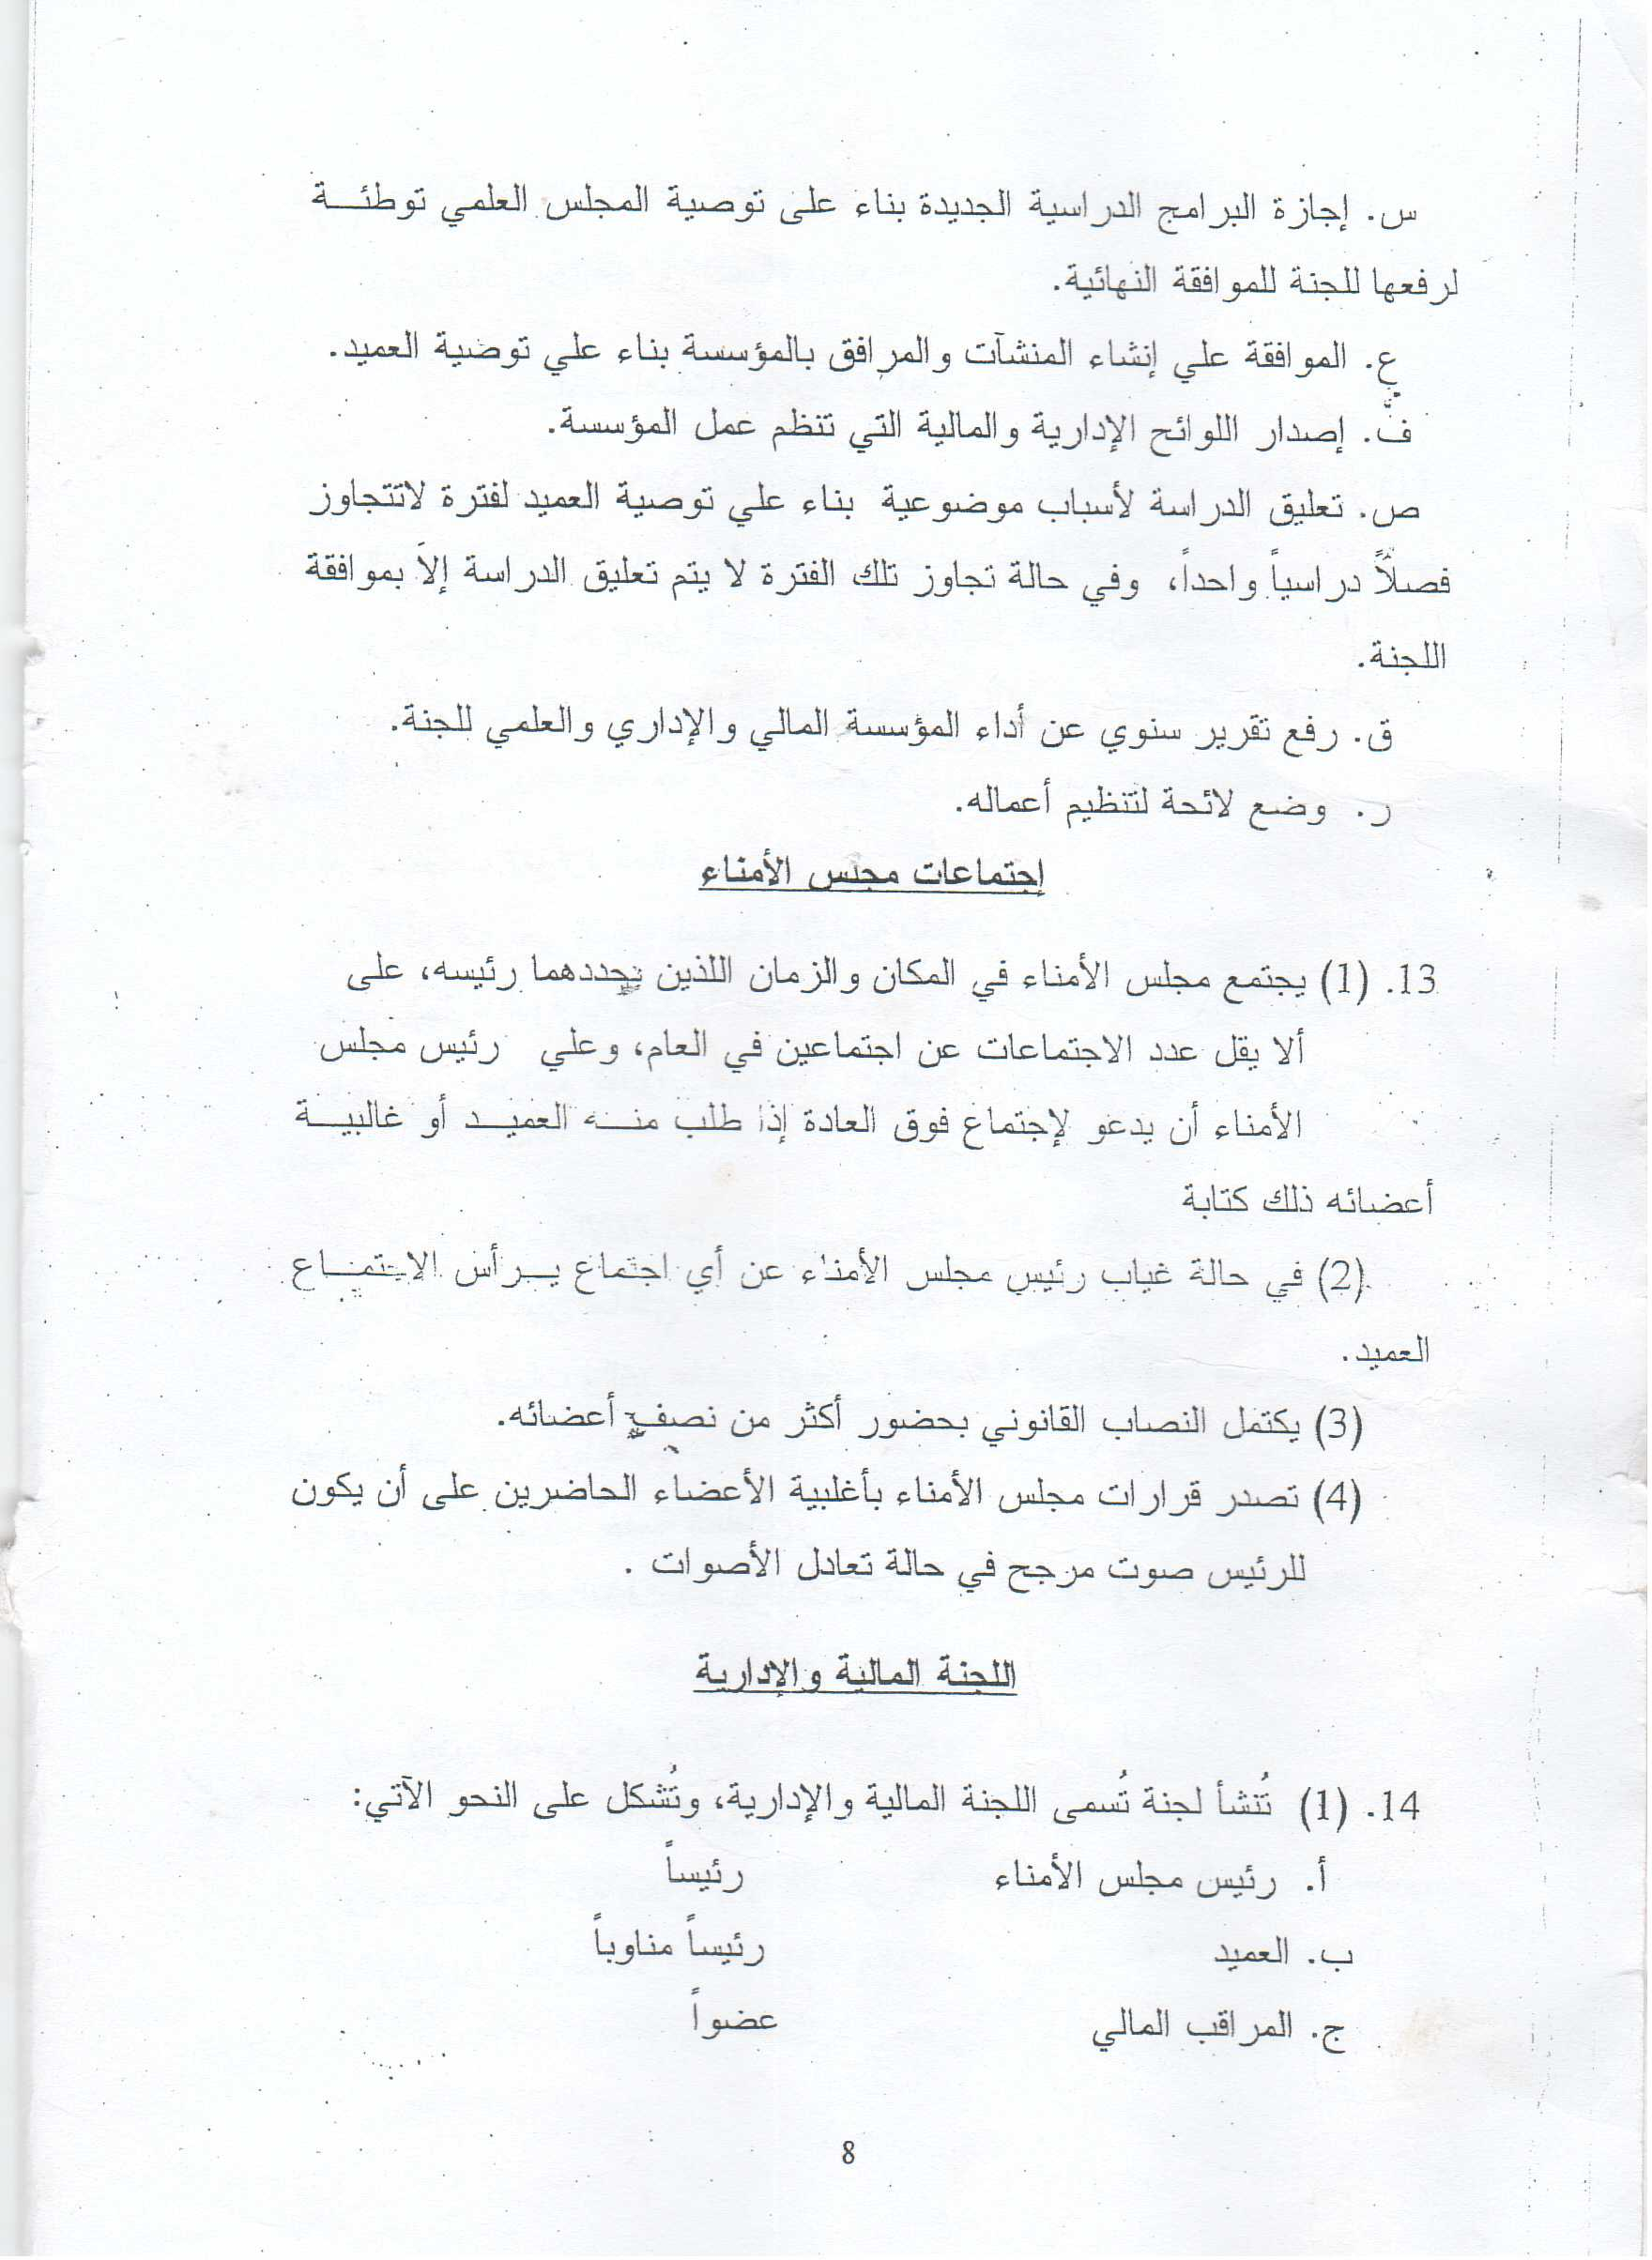 س. إجازة البرامج الدراسية الجديدة بناء على توصية المجلس العلمي توطئـــة
لرفعها للجنة للموافقة النهائية.
ع. الموافقة علي إنشاء المنشآت والمرافق بالمؤسسة بناء علي توصية العميد.
ف. إصدار اللوائح الإدارية والمالية التي تنظم عمل المؤسسة.
ص. تعليق الدراسة لأسباب موضوعية بناء علي توصية العميد لفترة لاتتجاوز
فصلاً دراسياً واحداً، وفي حالة تجاوز تلك الفترة لا يتم تعليق الدراسة إلاَ بموافقة
اللجنة.
ق. رفع تقرير سنوي عن أداء المؤسسة المالي والإداري والعلمي للجنة.
ر. وضع لائحة لتنظيم أعماله.
إجتماعات مجلس الأمناء
13. (1) يجتمع مجلس الأمناء في المكان والزمان اللذين يحددهما رئيسه، على
ألا يقل عدد الاجتماعات عن اجتماعين في العام، وعلي رئيس مجلس
الأمناء أن يدعو لإجتماع فوق العادة إذا طلب منـــه العميـــد أو غالبيـــة
أعضائه ذلك كتابة
(2) في حالة غياب رئيس مجلس الأمناء عن أي اجتماع يـــرأس الاجتمـــاع
العميد.
(3) يكتمل النصاب القانوني بحضور أكثر من نصف أعضائه.
(4) تصدر قرارات مجلس الأمناء بأغلبية الأعضاء الحاضرين على أن يكون
للرئيس صوت مرجح في حالة تعادل الأصوات .
اللجنة المالية والإدارية
14. (1) تُنشأ لجنة تُسمى اللجنة المالية والإدارية، وتُشكل على النحو الآتي:
أ. رئيس مجلس الأمناء رئيساً
ب. العميد رئيساً مناوباً
ج. المراقب المالي عضواً
8